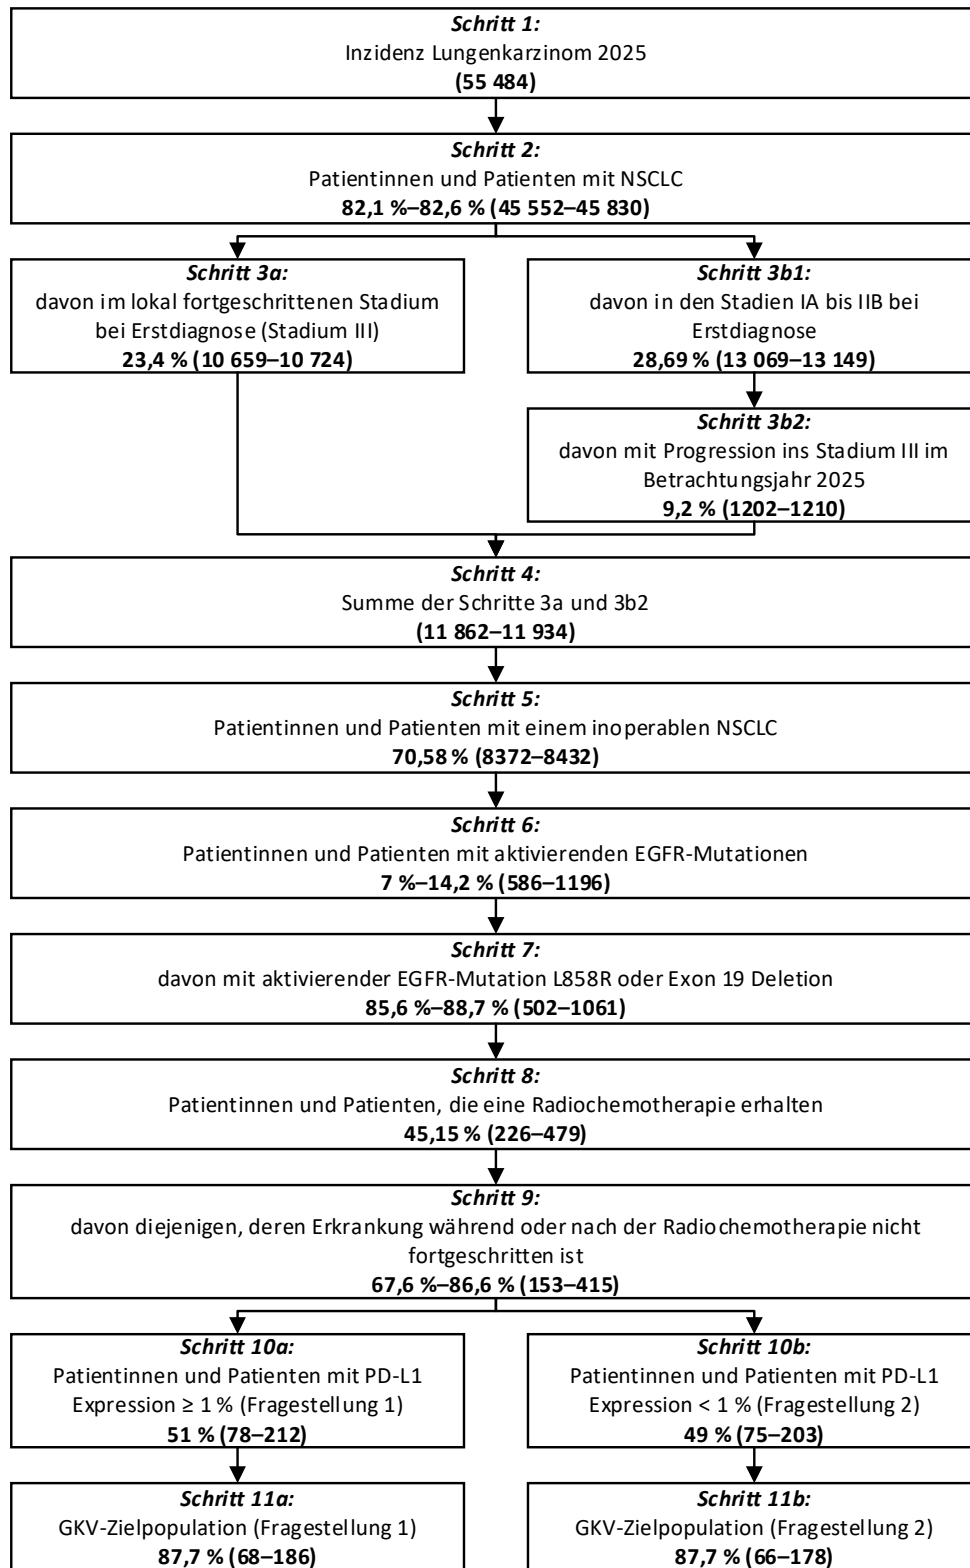 Schritt 1:
Inzidenz Lungenkarzinom 2025
(55 484)
Schritt 2:
Patientinnen und Patienten mit NSCLC
82,1 %–82,6 % (45 552–45 830)
Schritt 3a:
davon im lokal fortgeschrittenen Stadium
bei Erstdiagnose (Stadium III)
23,4 % (10 659–10 724)
Schritt 3b1:
davon in den Stadien IA bis IIB bei
Erstdiagnose
28,69 % (13 069–13 149)
Schritt 3b2:
davon mit Progression ins Stadium III im
Betrachtungsjahr 2025
9,2 % (1202–1210)
Schritt 4:
Summe der Schritte 3a und 3b2
(11 862–11 934)
Schritt 5:
Patientinnen und Patienten mit einem inoperablen NSCLC
70,58 % (8372–8432)
Schritt 6:
Patientinnen und Patienten mit aktivierenden EGFR-Mutationen
7 %–14,2 % (586–1196)
Schritt 7:
davon mit aktivierender EGFR-Mutation L858R oder Exon 19 Deletion
85,6 %–88,7 % (502–1061)
Schritt 8:
Patientinnen und Patienten, die eine Radiochemotherapie erhalten
45,15 % (226–479)
Schritt 9:
davon diejenigen, deren Erkrankung während oder nach der Radiochemotherapie nicht
fortgeschritten ist
67,6 %–86,6 % (153–415)
Schritt 10a:
Patientinnen und Patienten mit PD-L1
Expression ≥ 1 % (Fragestellung 1)
51 % (78–212)
Schritt 10b:
Patientinnen und Patienten mit PD-L1
Expression < 1 % (Fragestellung 2)
49 % (75–203)
Schritt 11a:
GKV-Zielpopulation (Fragestellung 1)
87,7 % (68–186)
Schritt 11b:
GKV-Zielpopulation (Fragestellung 2)
87,7 % (66–178)